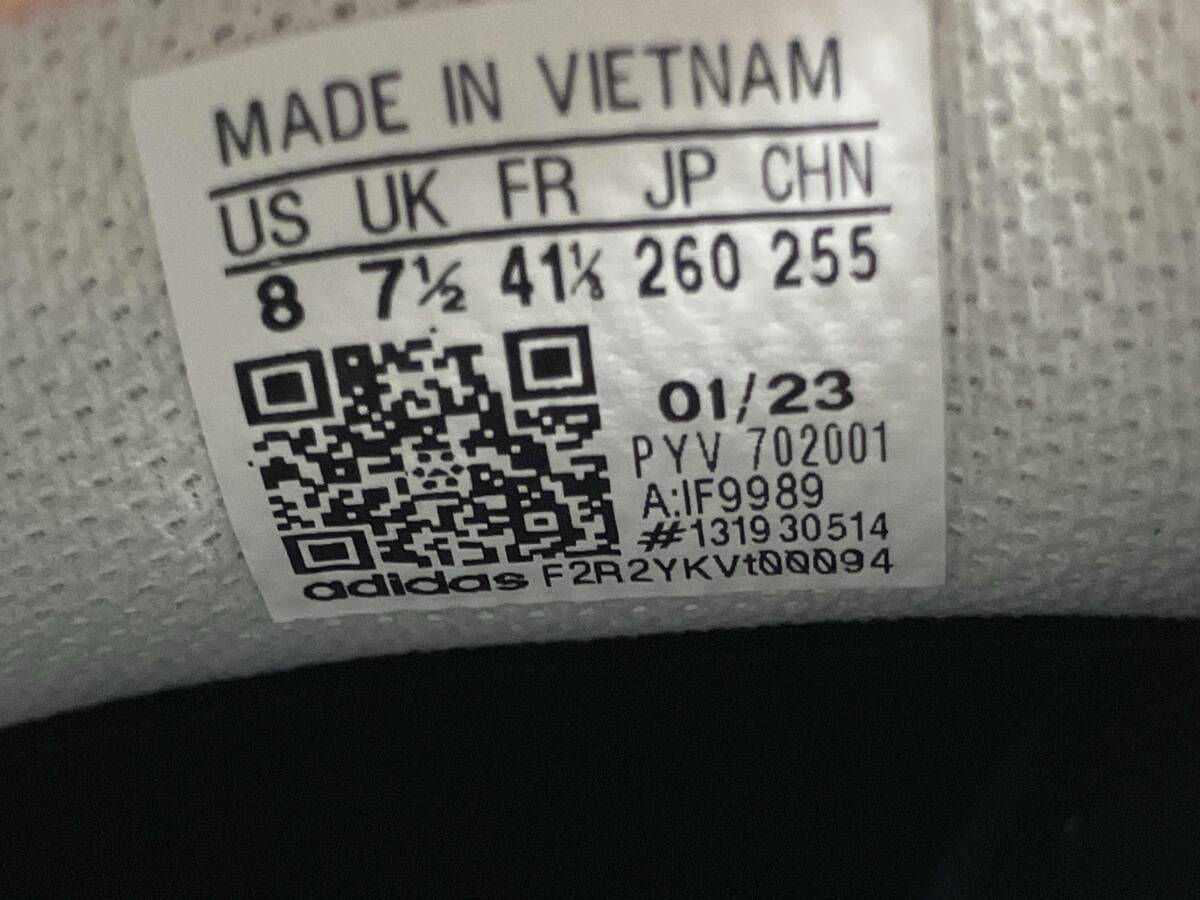 MADE IN VIETNAM
US UK FR JP CHN
8 7½ 41⅓ 260 255
01/23
PYV 702001
A:IF9989
#131930514
adidas F2R2YKVt00094